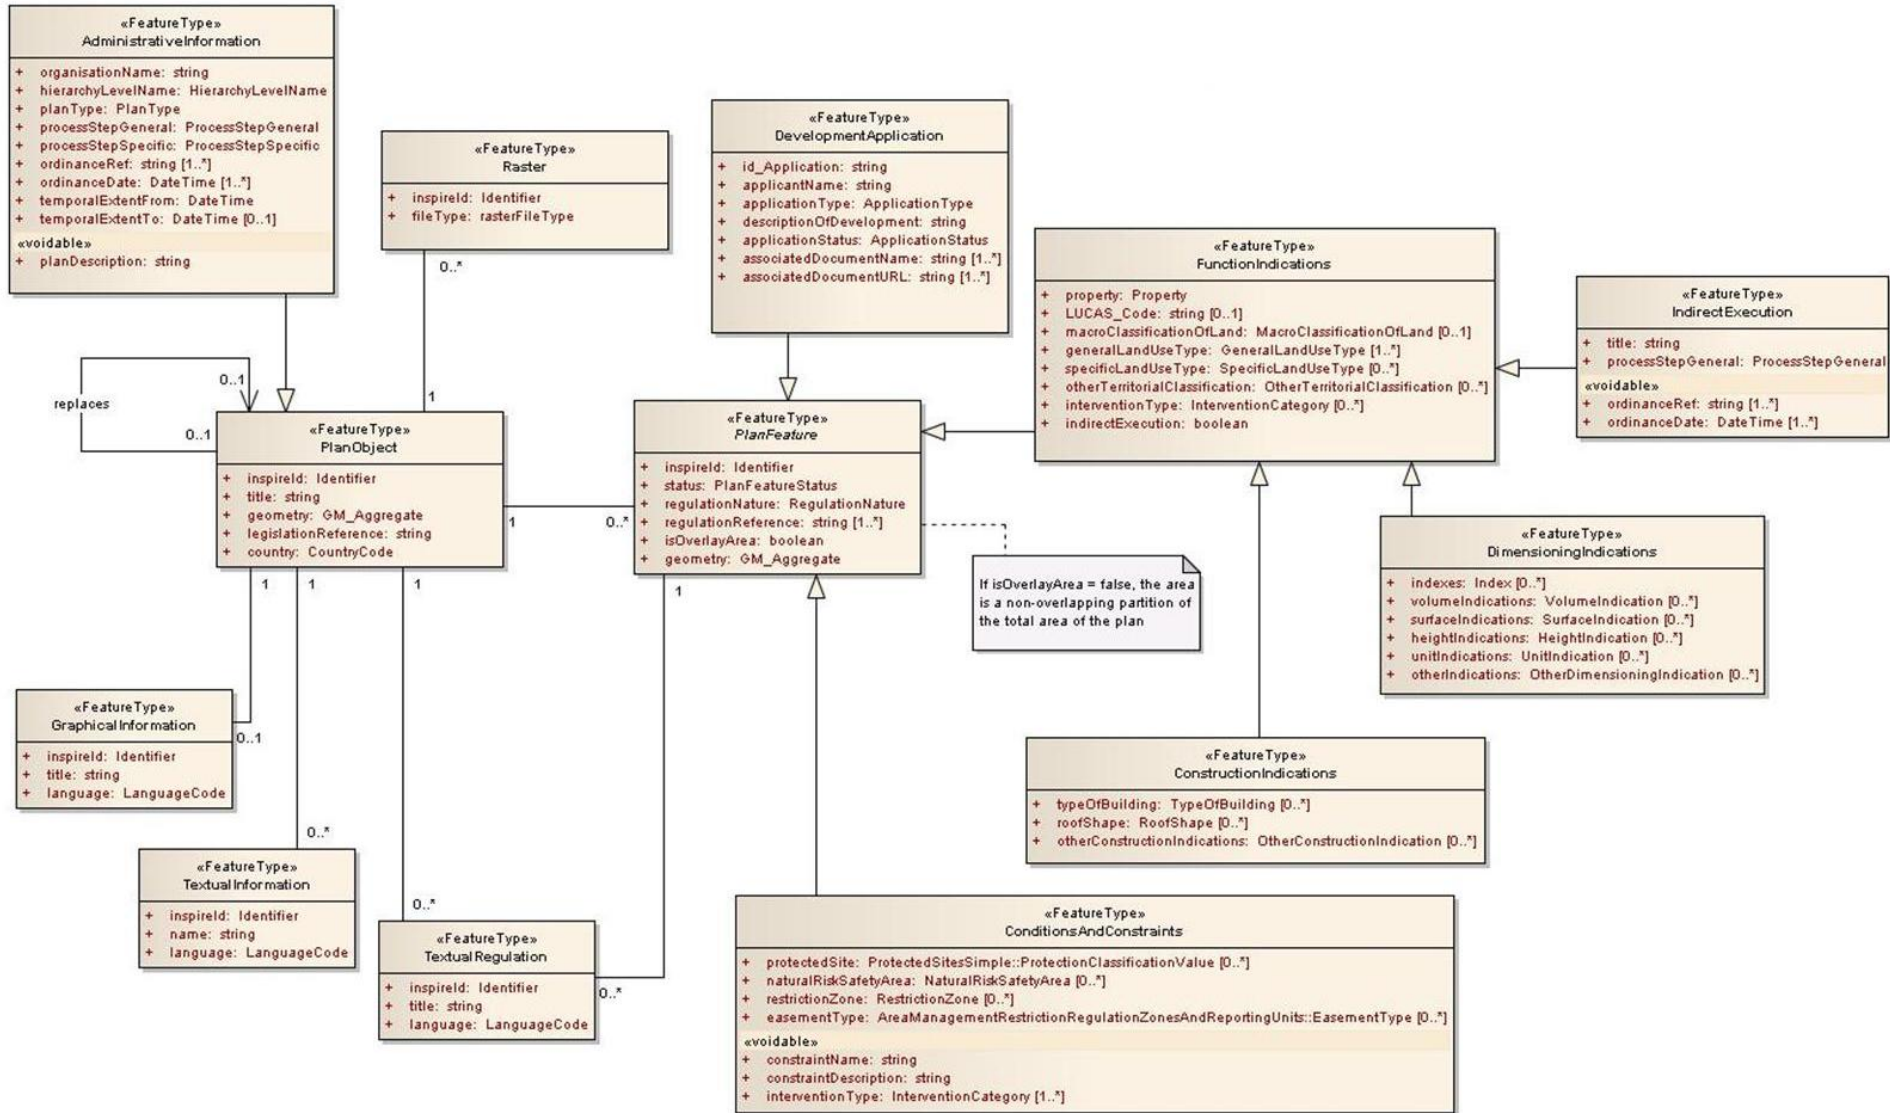 «FeatureType»
AdministrativeInformation
+ organisationName: string
+ hierarchyLevelName: HierarchyLevelName
+ planType: PlanType
+ processStepGeneral: ProcessStepGeneral
+ processStepSpecific: ProcessStepSpecific
+ ordinanceRef: string [1..*]
+ ordinanceDate: DateTime [1..*]
+ temporalExtentFrom: DateTime
+ temporalExtentTo: DateTime [0..1]
«voidable»
+ planDescription: string
«FeatureType»
Raster
+ inspireId: Identifier
+ fileType: rasterFileType
0..*
1
«FeatureType»
DevelopmentApplication
+ id_Application: string
+ applicantName: string
+ applicationType: ApplicationType
+ descriptionOfDevelopment: string
+ applicationStatus: ApplicationStatus
+ associatedDocumentName: string [1..*]
+ associatedDocumentURL: string [1..*]
«FeatureType»
FunctionIndications
+ property: Property
+ LUCAS_Code: string [0..1]
+ macroClassificationOfLand: MacroClassificationOfLand [0..1]
+ generalLandUseType: GeneralLandUseType [1..*]
+ specificLandUseType: SpecificLandUseType [0..*]
+ otherTerritorialClassification: OtherTerritorialClassification [0..*]
+ interventionType: InterventionCategory [0..*]
+ indirectExecution: boolean
«FeatureType»
IndirectExecution
+ title: string
+ processStepGeneral: ProcessStepGeneral
«voidable»
+ ordinanceRef: string [1..*]
+ ordinanceDate: DateTime [1..*]
0..1
replaces
0..1
«FeatureType»
PlanObject
+ inspireId: Identifier
+ title: string
+ geometry: GM_Aggregate
+ legislationReference: string
+ country: CountryCode
1
0..*
«FeatureType»
PlanFeature
+ inspireId: Identifier
+ status: PlanFeatureStatus
+ regulationNature: RegulationNature
+ regulationReference: string [1..*]
+ isOverlayArea: boolean
+ geometry: GM_Aggregate
If isOverlayArea = false, the area
is a non-overlapping partition of
the total area of the plan
«FeatureType»
DimensioningIndications
+ indexes: Index [0..*]
+ volumeIndications: VolumeIndication [0..*]
+ surfaceIndications: SurfaceIndication [0..*]
+ heightIndications: HeightIndication [0..*]
+ unitIndications: UnitIndication [0..*]
+ otherIndications: OtherDimensioningIndication [0..*]
1
1
1
1
«FeatureType»
GraphicalInformation
+ inspireId: Identifier
+ title: string
+ language: LanguageCode
0..1
«FeatureType»
ConstructionIndications
+ typeOfBuilding: TypeOfBuilding [0..*]
+ roofShape: RoofShape [0..*]
+ otherConstructionIndications: OtherConstructionIndication [0..*]
0..*
«FeatureType»
TextualInformation
+ inspireId: Identifier
+ name: string
+ language: LanguageCode
0..*
«FeatureType»
TextualRegulation
+ inspireId: Identifier
+ title: string
+ language: LanguageCode
0..*
«FeatureType»
ConditionsAndConstraints
+ protectedSite: ProtectedSitesSimple::ProtectionClassificationValue [0..*]
+ naturalRiskSafetyArea: NaturalRiskSafetyArea [0..*]
+ restrictionZone: RestrictionZone [0..*]
+ easementType: AreaManagementRestrictionRegulationZonesAndReportingUnits::EasementType [0..*]
«voidable»
+ constraintName: string
+ constraintDescription: string
+ interventionType: InterventionCategory [1..*]